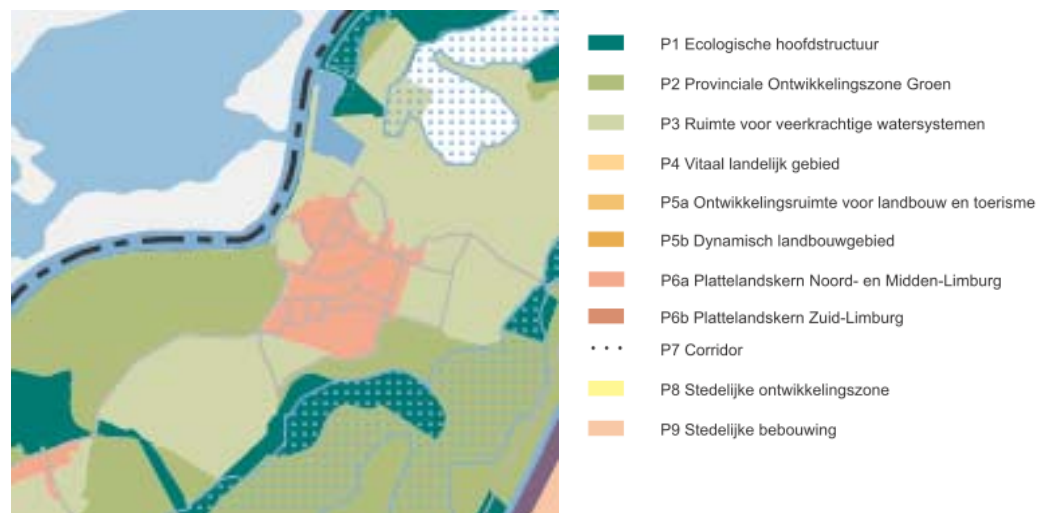 P1 Ecologische hoofdstructuur
P2 Provinciale Ontwikkelingszone Groen
P3 Ruimte voor veerkrachtige watersystemen
P4 Vitaal landelijk gebied
P5a Ontwikkelingsruimte voor landbouw en toerisme
P5b Dynamisch landbouwgebied
P6a Plattelandskern Noord- en Midden-Limburg
P6b Plattelandskern Zuid-Limburg
P7 Corridor
P8 Stedelijke ontwikkelingszone
P9 Stedelijke bebouwing